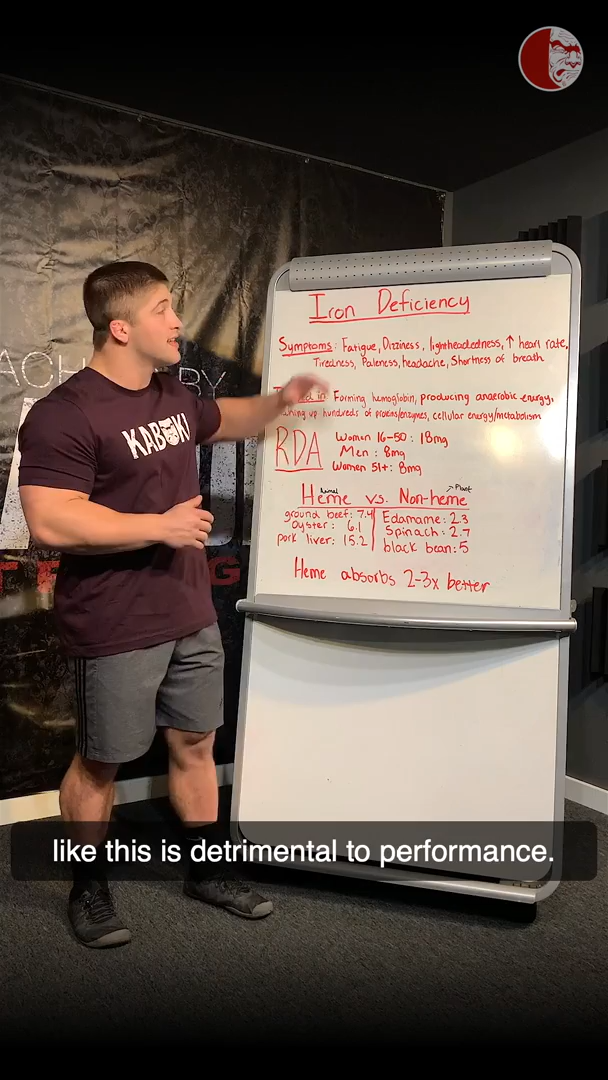 Iron Deficiency
Symptoms: Fatigue, Dizziness, lightheadedness, ↑ heart rate,
Tiredness, Paleness, headache, Shortness of breath
in: Forming hemoglobin, producing anaerobic energy,
up hundreds of proteins/enzymes, cellular energy/metabolism
RDA
Women 16-50: 18mg
Men: 8mg
Women 51+: 8mg
Animal
→ Plant
Heme vs. Non-heme
ground beef: 7.4
Oyster: 6.1
pork liver: 15.2
Edamame: 2.3
Spinach: 2.7
black bean: 5
Heme absorbs 2-3x better
KABUKI
like this is detrimental to performance.